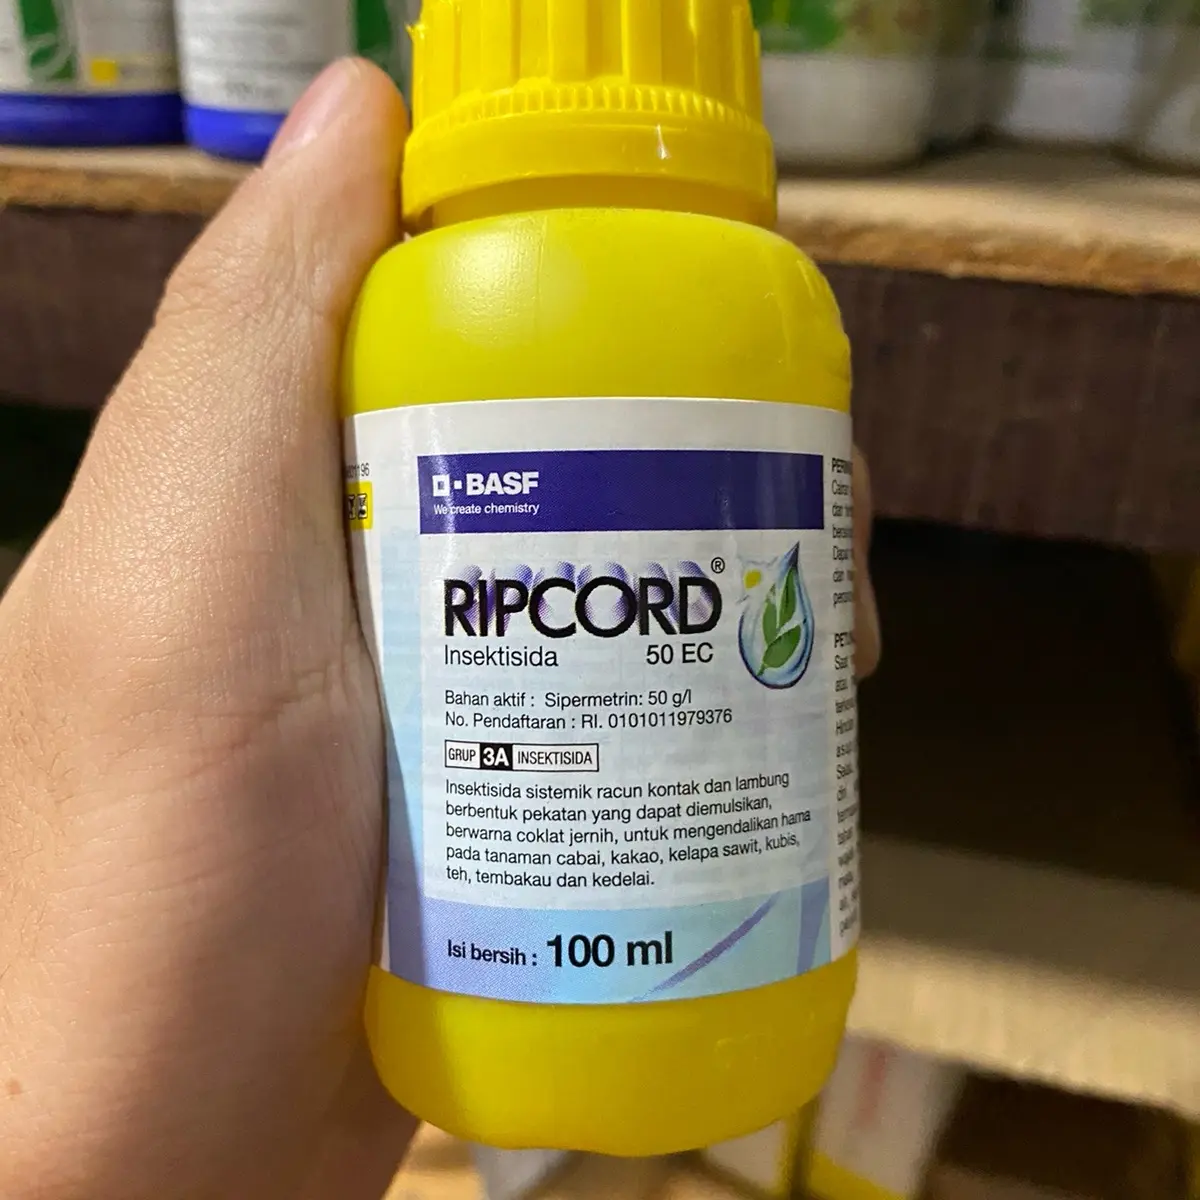 BASF
We create chemistry
RIPCORD®
Insektisida 50 EC
Bahan aktif : Sipermetrin: 50 g/l
No. Pendaftaran : RI. 0101011979376
GRUP 3A INSEKTISIDA
Insektisida sistemik racun kontak dan lambung
berbentuk pekatan yang dapat diemulsikan,
berwarna coklat jernih, untuk mengendalikan hama
pada tanaman cabai, kakao, kelapa sawit, kubis,
teh, tembakau dan kedelai.
Isi bersih : 100 ml